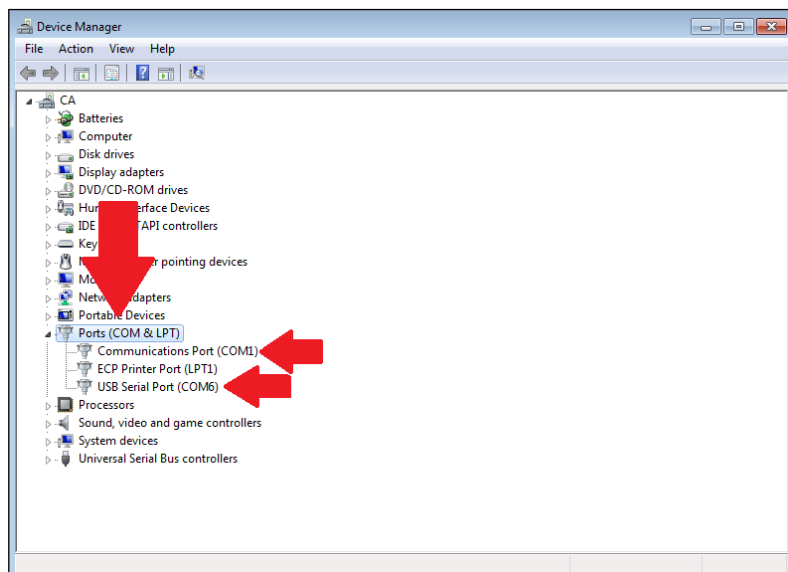 Device Manager
File Action View Help
CA
Batteries
Computer
Disk drives
Display adapters
DVD/CD-ROM drives
Hu erface Devices
IDE TAPI controllers
Key
r pointing devices
Mo
Netw dapters
Portable Devices
Ports (COM & LPT)
Communications Port (COM1)
ECP Printer Port (LPT1)
USB Serial Port (COM6)
Processors
Sound, video and game controllers
System devices
Universal Serial Bus controllers